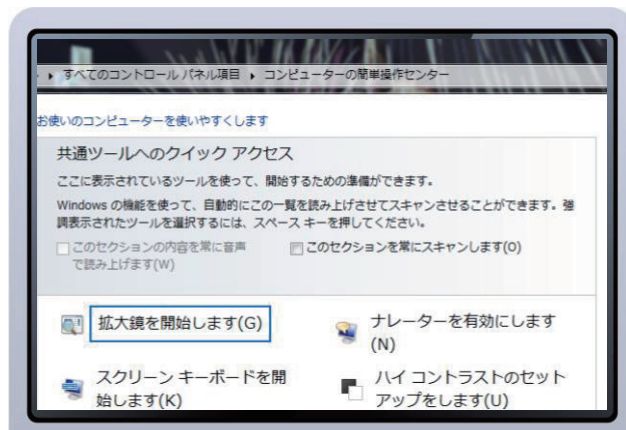 すべてのコントロール パネル項目 ▸ コンピューターの簡単操作センター
お使いのコンピューターを使いやすくします
共通ツールへのクイック アクセス
ここに表示されているツールを使って、開始するための準備ができます。
Windows の機能を使って、自動的にこの一覧を読み上げさせてスキャンさせることができます。強
調表示されたツールを選択するには、スペース キーを押してください。
このセクションの内容を常に音声
で読み上げます(W)
このセクションを常にスキャンします(O)
拡大鏡を開始します(G)
ナレーターを有効にします
(N)
スクリーン キーボードを開
始します(K)
ハイ コントラストのセット
アップをします(U)